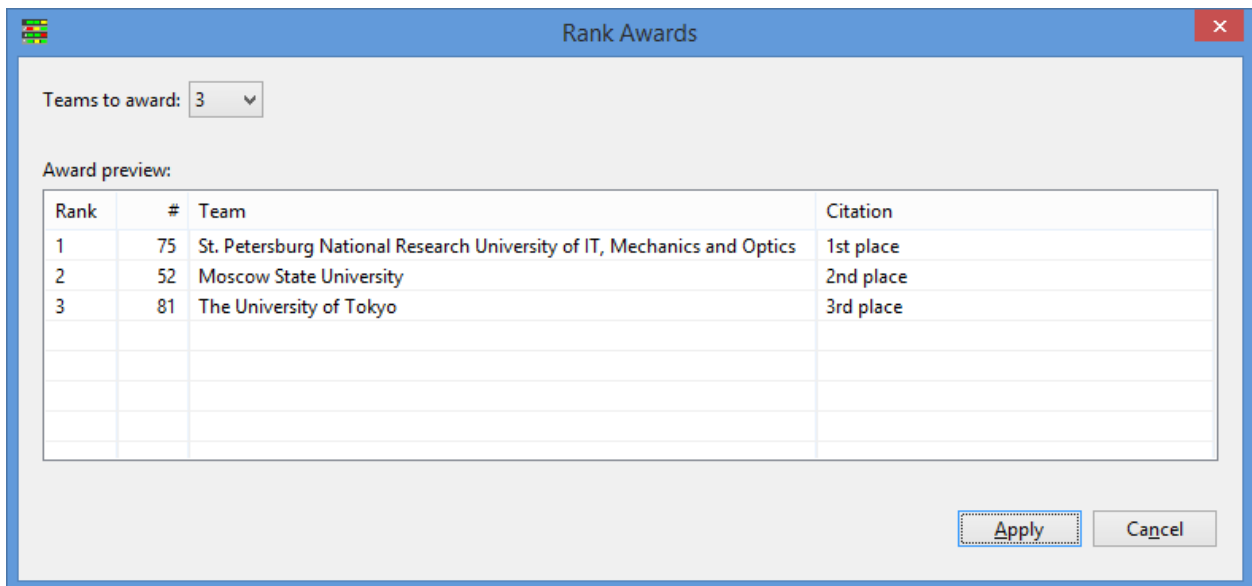 Rank Awards
Teams to award: 3
Award preview:
Rank # Team Citation
1 75 St. Petersburg National Research University of IT, Mechanics and Optics 1st place
2 52 Moscow State University 2nd place
3 81 The University of Tokyo 3rd place
Apply Cancel